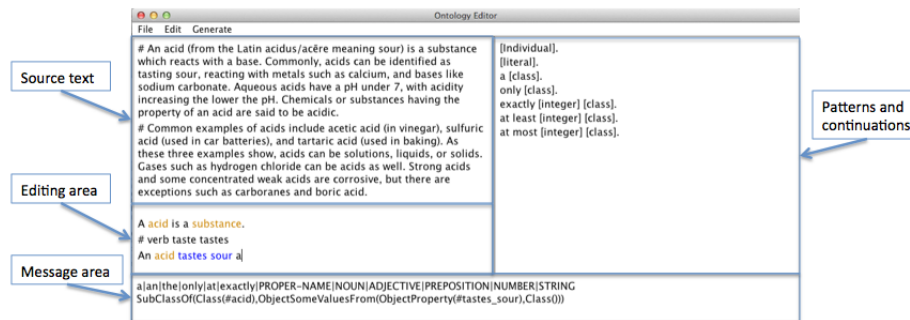 Ontology Editor
File Edit Generate
# An acid (from the Latin acidus/acēre meaning sour) is a substance
which reacts with a base. Commonly, acids can be identified as
tasting sour, reacting with metals such as calcium, and bases like
sodium carbonate. Aqueous acids have a pH under 7, with acidity
increasing the lower the pH. Chemicals or substances having the
property of an acid are said to be acidic.
# Common examples of acids include acetic acid (in vinegar), sulfuric
acid (used in car batteries), and tartaric acid (used in baking). As
these three examples show, acids can be solutions, liquids, or solids.
Gases such as hydrogen chloride can be acids as well. Strong acids
and some concentrated weak acids are corrosive, but there are
exceptions such as carboranes and boric acid.
[Individual].
[literal].
a [class].
only [class].
exactly [integer] [class].
at least [integer] [class].
at most [integer] [class].
Source text
Patterns and
continuations
Editing area
A acid is a substance.
# verb taste tastes
An acid tastes sour a
Message area
a|an|the|only|at|exactly|PROPER-NAME|NOUN|ADJECTIVE|PREPOSITION|NUMBER|STRING
SubClassOf(Class(#acid),ObjectSomeValuesFrom(ObjectProperty(#tastes_sour),Class()))